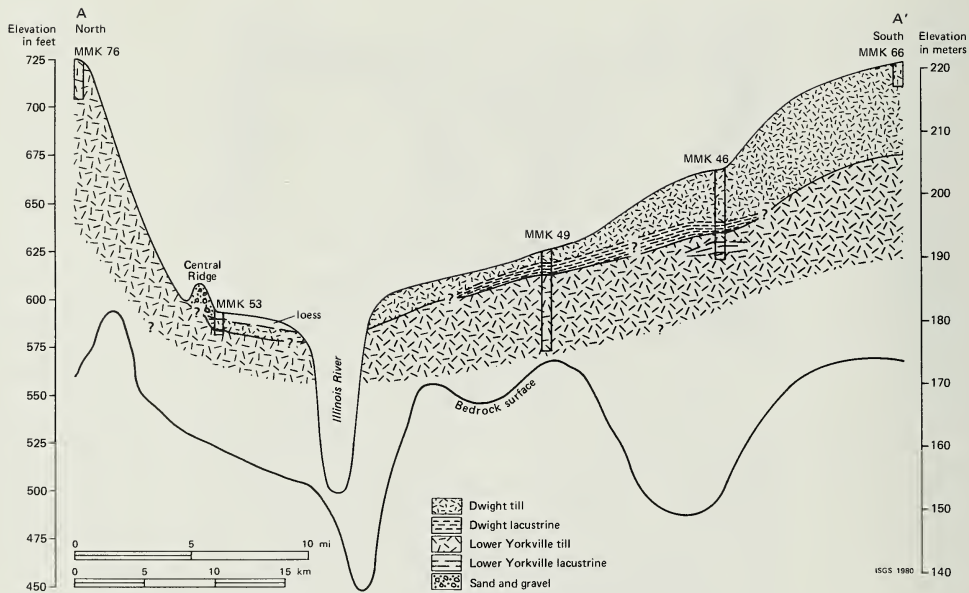 A
North
Elevation
in feet
MMK 76
A'
South
MMK 66
Elevation
in meters
725
700
675
650
625
600
575
550
525
500
475
450
220
210
200
190
180
170
160
150
140
MMK 46
MMK 49
?
?
?
Central
Ridge
?
MMK 53
loess
?
?
?
Illinois River
Bedrock surface
Dwight till
Dwight lacustrine
Lower Yorkville till
Lower Yorkville lacustrine
Sand and gravel
0 5 10 mi
0 5 10 15 km
ISGS 1980